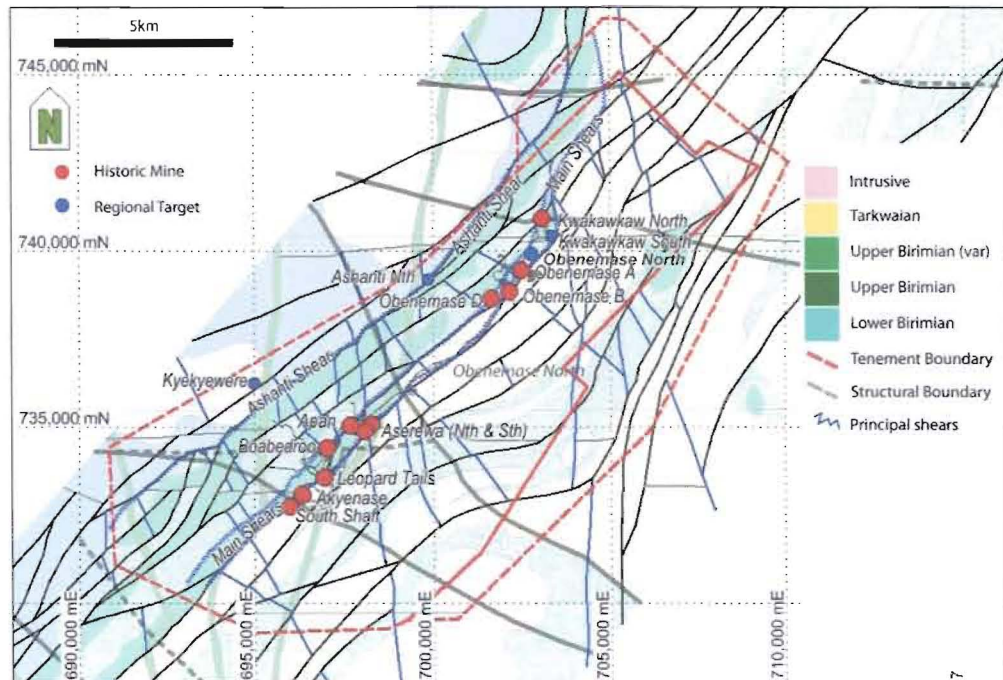 5km
745,000 mN
N
Historic Mine
Regional Target
Ashanti Shear
Main Shears
Kwakawkaw North
740,000 mN
Kwakawkaw South
Obenemase North
Ashanti Nth
Obenemase A
Obenemase D
Obenemase B
Intrusive
Tarkwaian
Upper Birimian (var)
Upper Birimian
Lower Birimian
Tenement Boundary
Structural Boundary
Principal shears
Kyekyewere
Ashanti Shear
Obenemase North
735,000 mN
Apan
Aserewa (Nth & Sth)
Boabedroo
Leopard Tails
Akyenase
South Shaft
Main Shears
690,000 mE
695,000 mE
700,000 mE
705,000 mE
710,000 mE
7